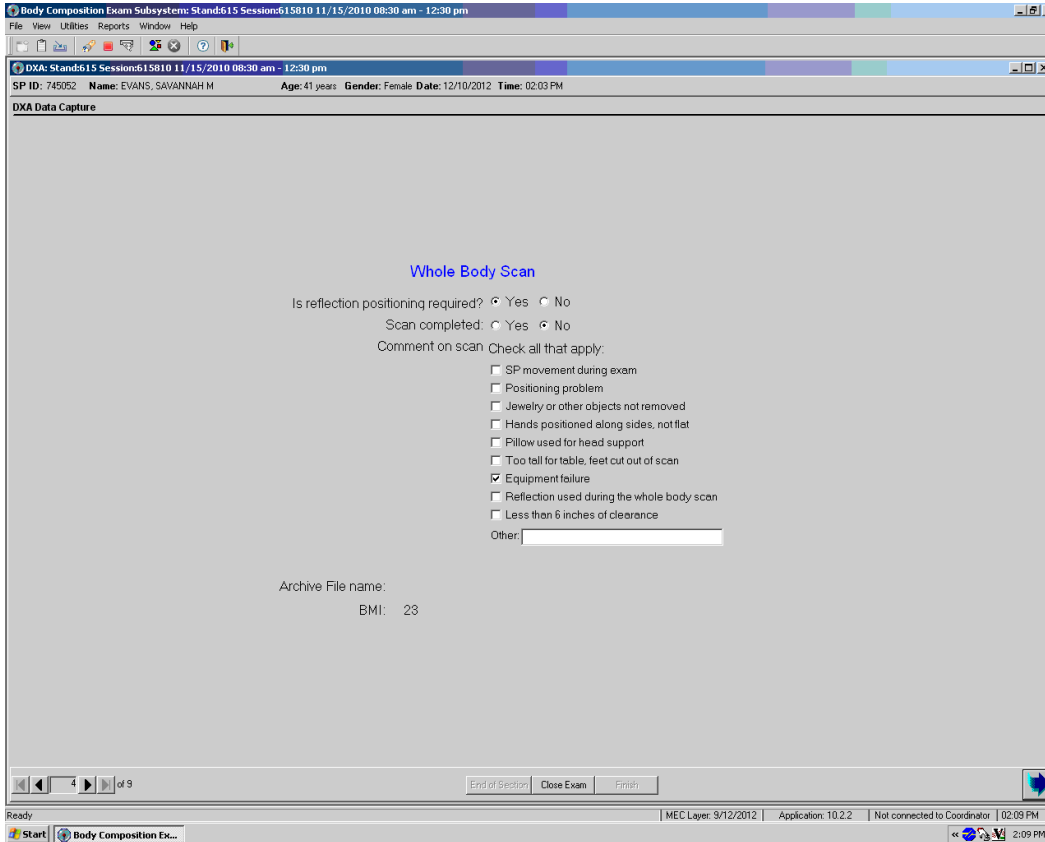 Body Composition Exam Subsystem: Stand:615 Session:615810 11/15/2010 08:30 am - 12:30 pm
File View Utilities Reports Window Help
DXA: Stand:615 Session:615810 11/15/2010 08:30 am - 12:30 pm
SP ID: 745052 Name: EVANS, SAVANNAH M Age: 41 years Gender: Female Date: 12/10/2012 Time: 02:03 PM
DXA Data Capture
Whole Body Scan
Is reflection positioning required? Yes No
Scan completed: Yes No
Comment on scan Check all that apply:
SP movement during exam
Positioning problem
Jewelry or other objects not removed
Hands positioned along sides, not flat
Pillow used for head support
Too tall for table, feet cut out of scan
Equipment failure
Reflection used during the whole body scan
Less than 6 inches of clearance
Other:
Archive File name:
BMI: 23
4 of 9 End of Section Close Exam Finish
Ready MEC Layer: 9/12/2012 Application: 10.2.2 Not connected to Coordinator 02:09 PM
Start Body Composition Ex... « 2:09 PM